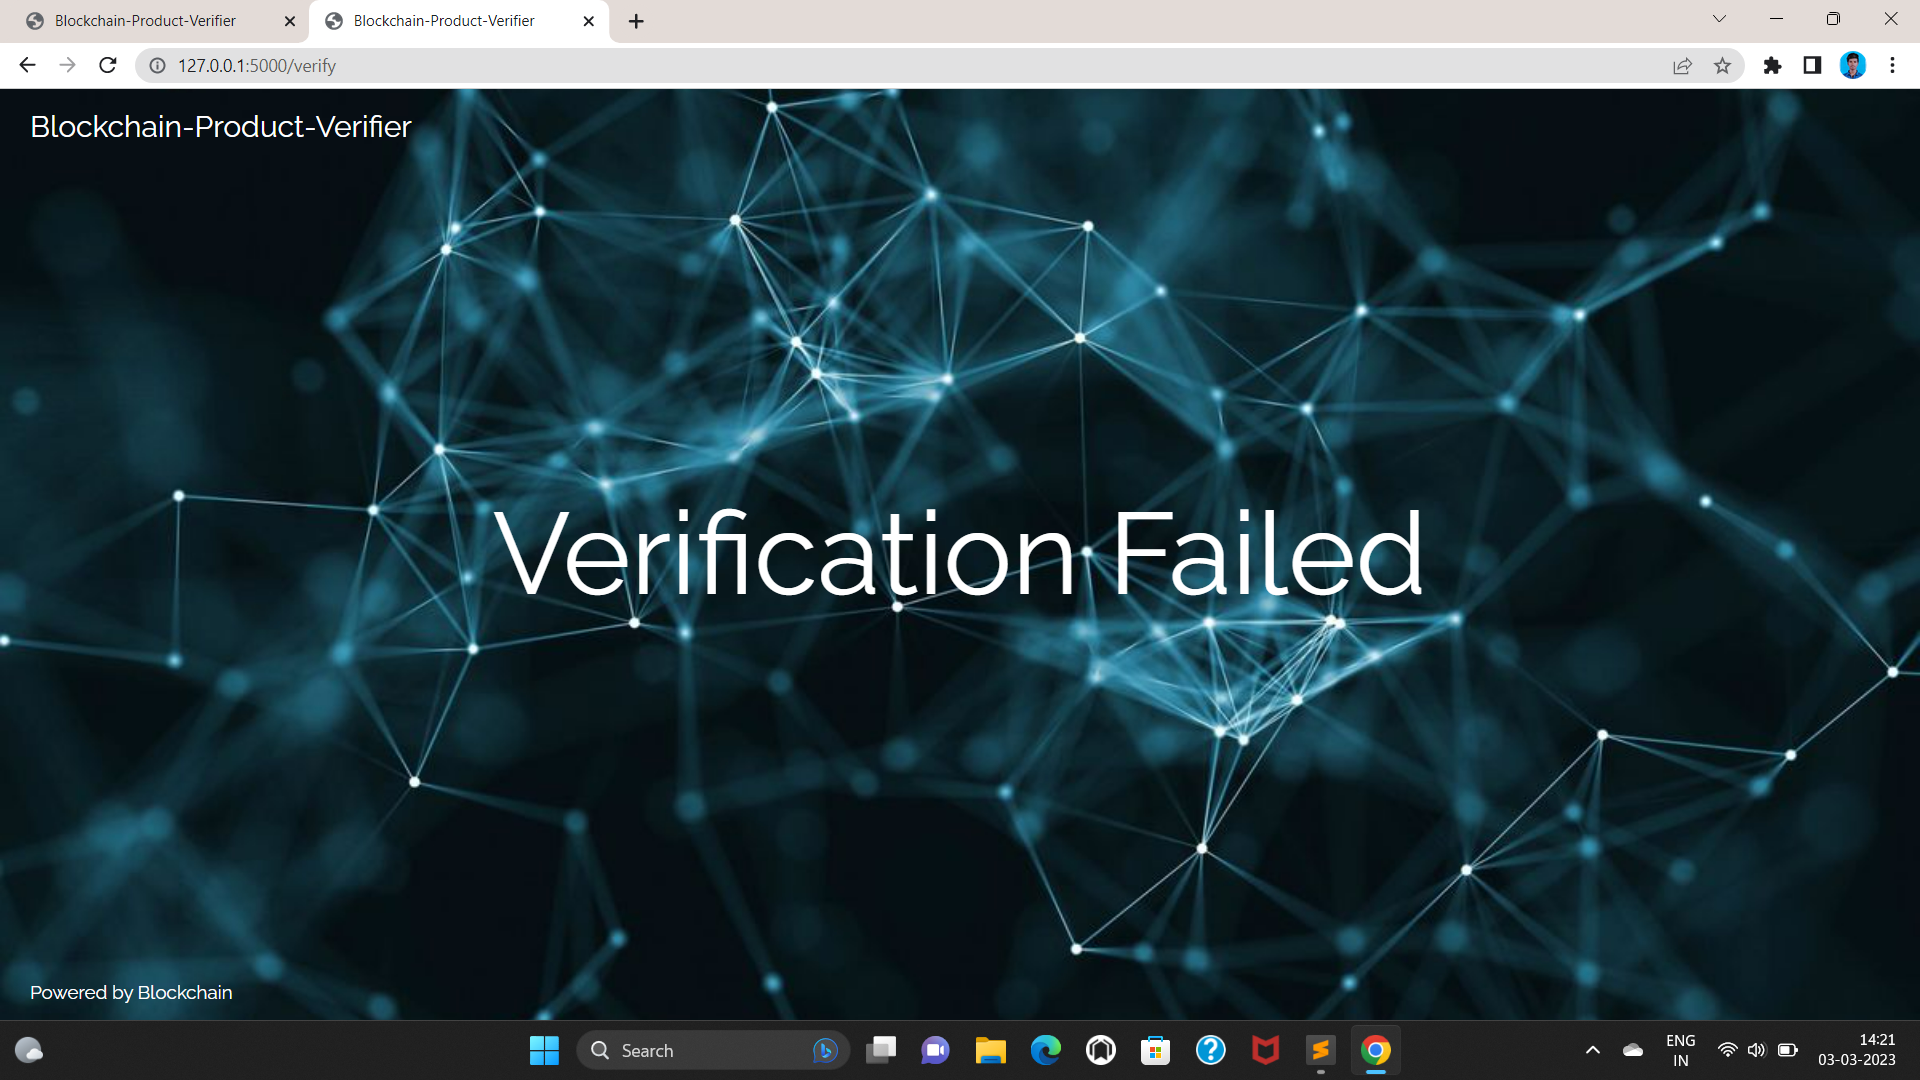 Blockchain-Product-Verifier
Blockchain-Product-Verifier
127.0.0.1:5000/verify
Blockchain-Product-Verifier
Verification Failed
Powered by Blockchain
Search
ENG
IN
14:21
03-03-2023